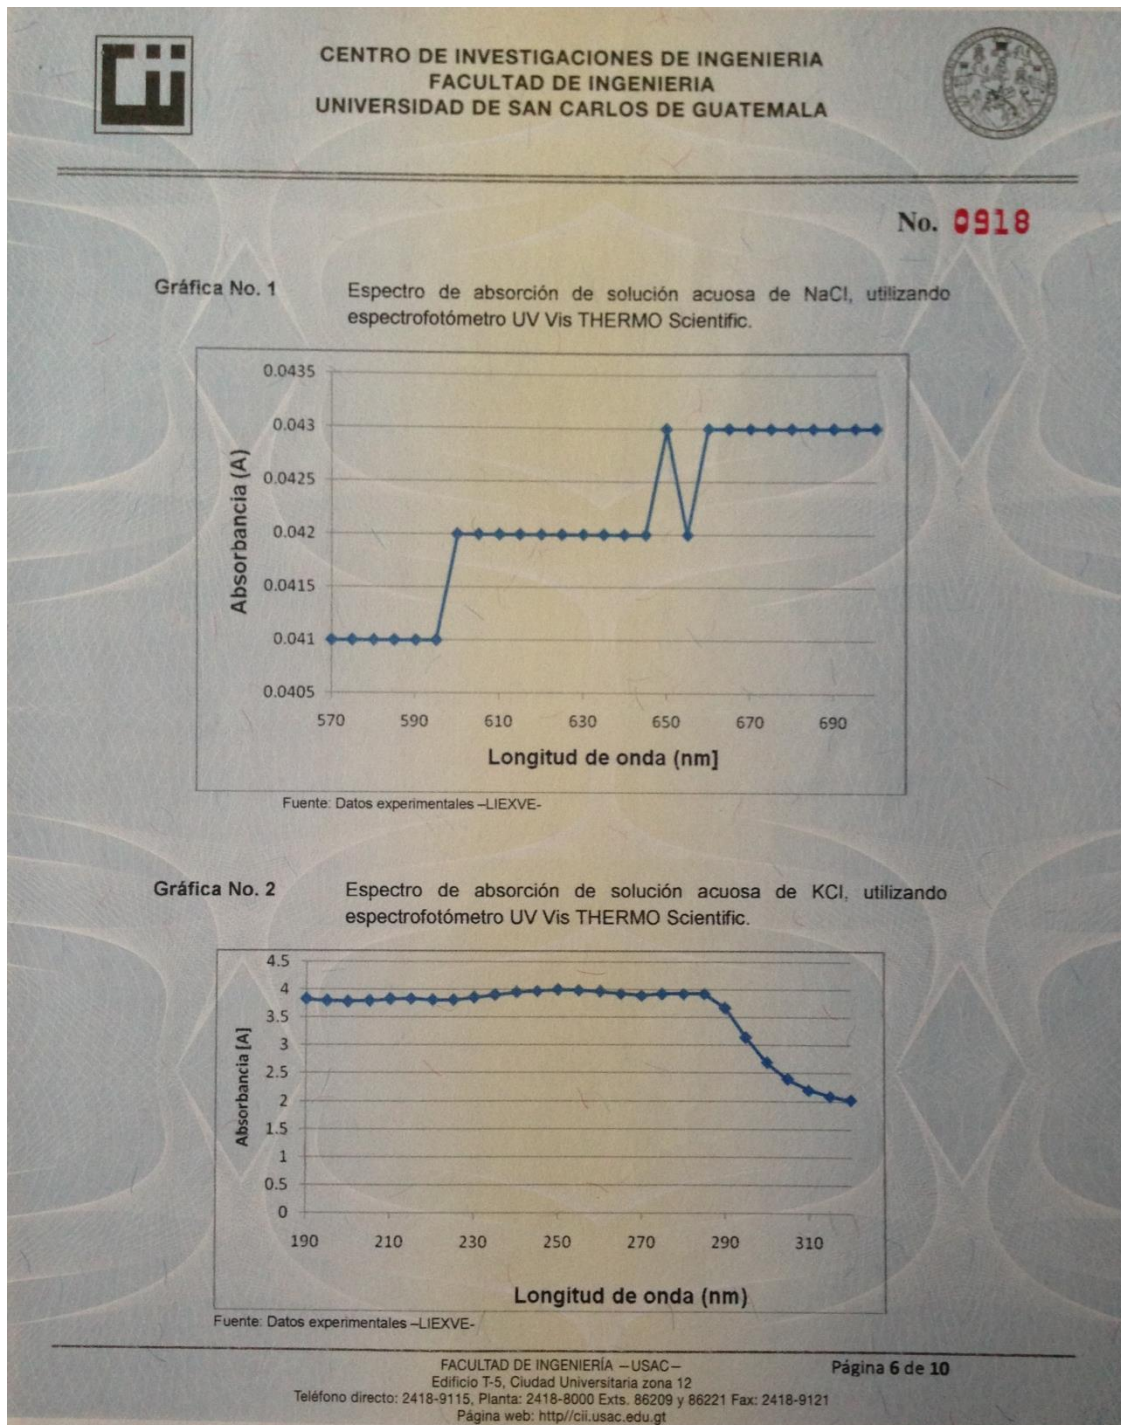 Cii
CENTRO DE INVESTIGACIONES DE INGENIERIA
FACULTAD DE INGENIERIA
UNIVERSIDAD DE SAN CARLOS DE GUATEMALA
No. 0918
Gráfica No. 1 Espectro de absorción de solución acuosa de NaCl, utilizando
espectrofotómetro UV Vis THERMO Scientific.
0.0435
0.043
0.0425
0.042
0.0415
0.041
0.0405
Absorbancia (A)
570 590 610 630 650 670 690
Longitud de onda (nm]
Fuente: Datos experimentales –LIEXVE-
Gráfica No. 2 Espectro de absorción de solución acuosa de KCl, utilizando
espectrofotómetro UV Vis THERMO Scientific.
4.5
4
3.5
3
2.5
2
1.5
1
0.5
0
Absorbancia [A]
190 210 230 250 270 290 310
Longitud de onda (nm)
Fuente: Datos experimentales –LIEXVE-
FACULTAD DE INGENIERÍA –USAC– Página 6 de 10
Edificio T-5, Ciudad Universitaria zona 12
Teléfono directo: 2418-9115, Planta: 2418-8000 Exts. 86209 y 86221 Fax: 2418-9121
Página web: http//cii.usac.edu.gt